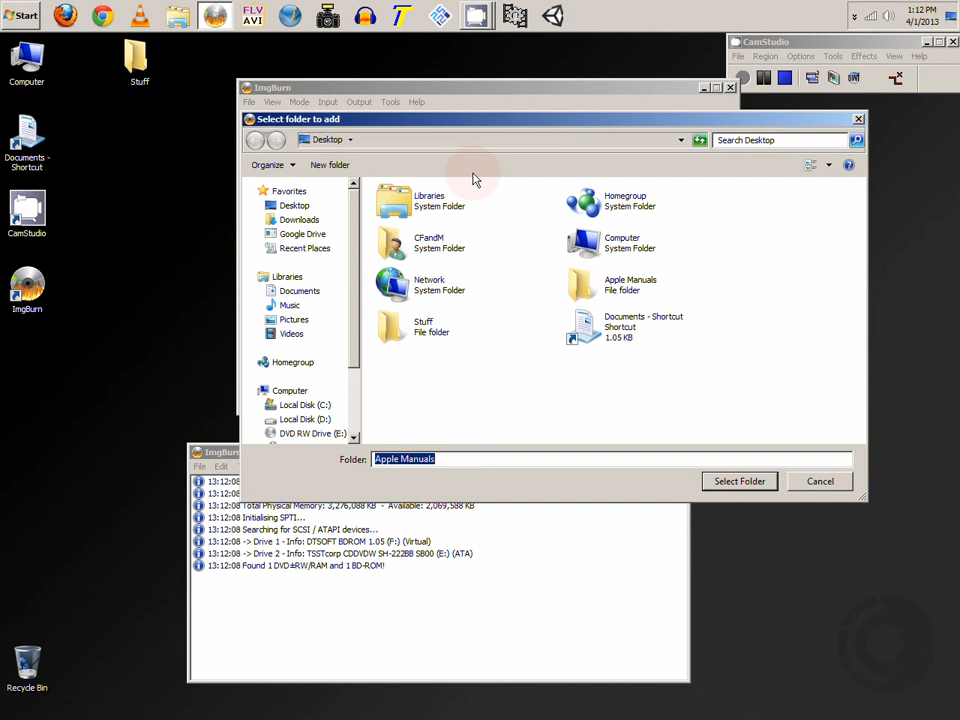 Start
FLV
AVI
1:12 PM
4/1/2013
Computer
Stuff
Documents -
Shortcut
CamStudio
ImgBurn
Recycle Bin
CamStudio
File Region Options Tools Effects View Help
ImgBurn
File View Mode Input Output Tools Help
Select folder to add
Desktop
Search Desktop
Organize New folder
Favorites
Desktop
Downloads
Google Drive
Recent Places
Libraries
Documents
Music
Pictures
Videos
Homegroup
Computer
Local Disk (C:)
Local Disk (D:)
DVD RW Drive (E:)
Libraries
System Folder
Homegroup
System Folder
CFandM
System Folder
Computer
System Folder
Network
System Folder
Apple Manuals
File folder
Stuff
File folder
Documents - Shortcut
Shortcut
1.05 KB
Folder: Apple Manuals
Select Folder Cancel
ImgBurn
File Edit
13:12:08
13:12:08
13:12:08 Total Physical Memory: 3,276,088 KB - Available: 2,069,588 KB
13:12:08 Initialising SPTI...
13:12:08 Searching for SCSI / ATAPI devices...
13:12:08 -> Drive 1 - Info: DTSOFT BDROM 1.05 (F:) (Virtual)
13:12:08 -> Drive 2 - Info: TSSTcorp CDDVDW SH-222BB SB00 (E:) (ATA)
13:12:08 Found 1 DVD±RW/RAM and 1 BD-ROM!